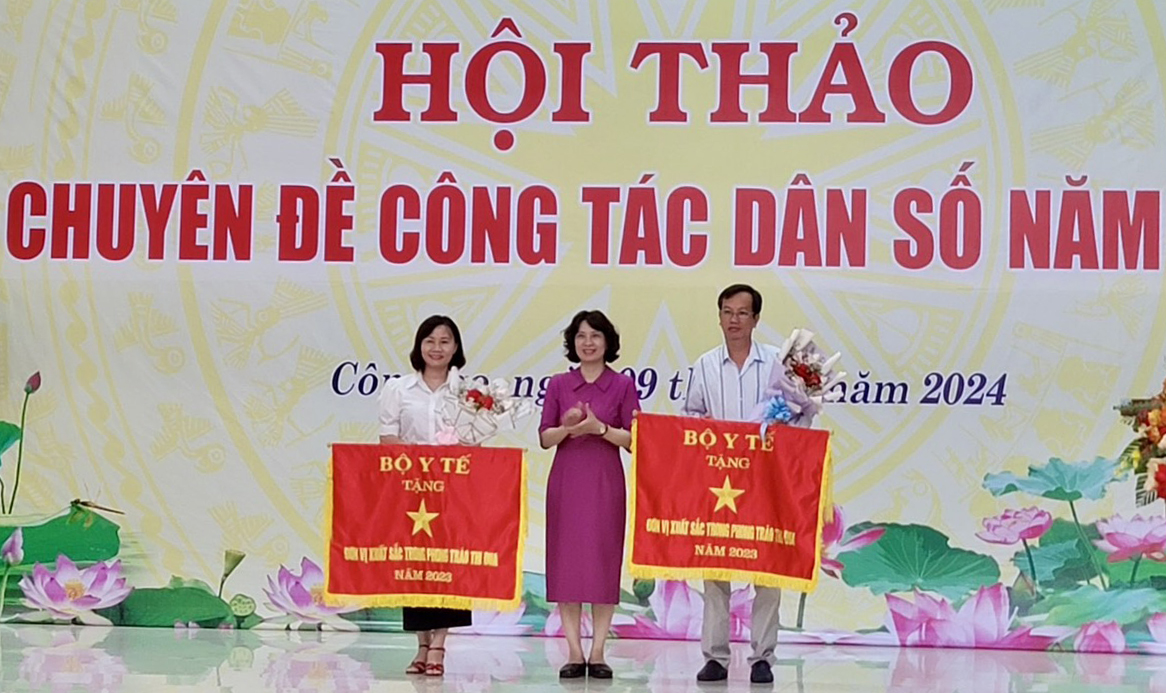 HỘI THẢO
CHUYÊN ĐỀ CÔNG TÁC DÂN SỐ NĂM
năm 2024
BỘ Y TẾ
TẶNG
ĐƠN VỊ XUẤT SẮC TRONG PHONG TRÀO THI ĐUA
NĂM 2023
BỘ Y TẾ
TẶNG
ĐƠN VỊ XUẤT SẮC TRONG PHONG TRÀO THI ĐUA
NĂM 2023